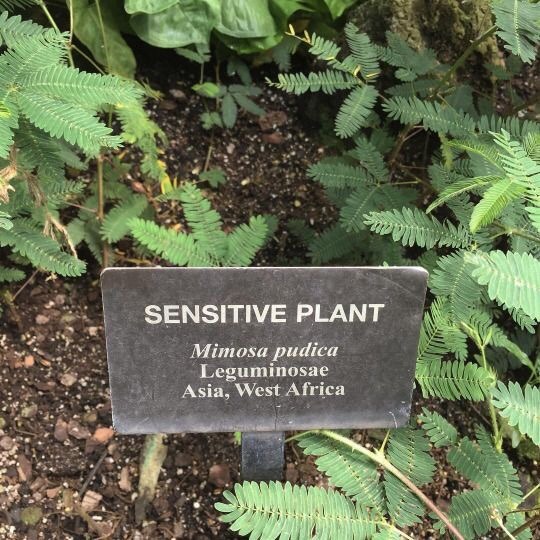 SENSITIVE PLANT
Mimosa pudica
Leguminosae
Asia, West Africa